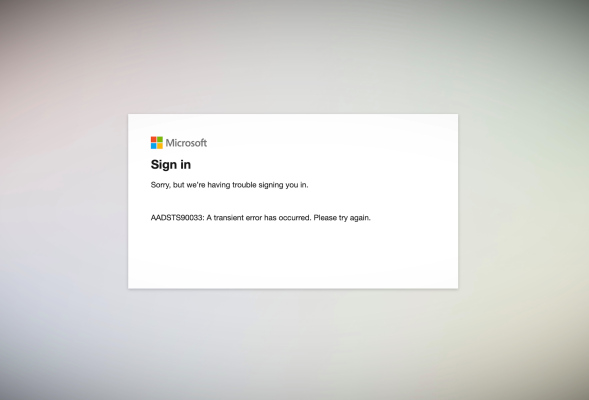 Microsoft
Sign in
Sorry, but we're having trouble signing you in.
AADSTS90033: A transient error has occurred. Please try again.